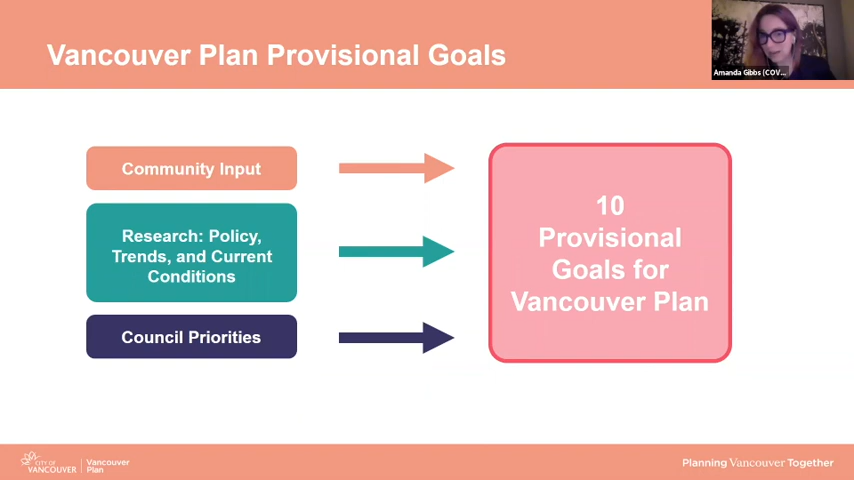 Vancouver Plan Provisional Goals
Amanda Gibbs (COV...
Community Input
Research: Policy,
Trends, and Current
Conditions
Council Priorities
10
Provisional
Goals for
Vancouver Plan
CITY OF
VANCOUVER
Vancouver
Plan
Planning Vancouver Together